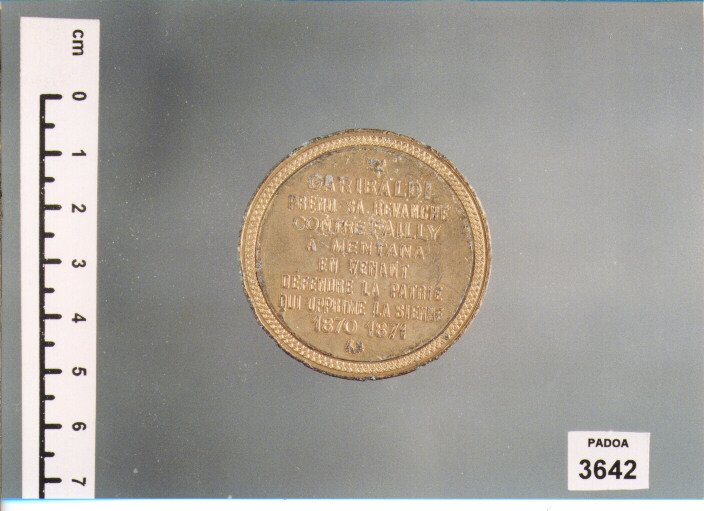 cm
0
1
2
3
4
5
6
7
GARIBALDI
PREND SA REVANCHE
CONTRE FAILLY
A MENTANA
EN VENANT
DEFENDRE LA PATRIE
QUI OPPRIME LA SIENNE
1870 1871
PADOA
3642